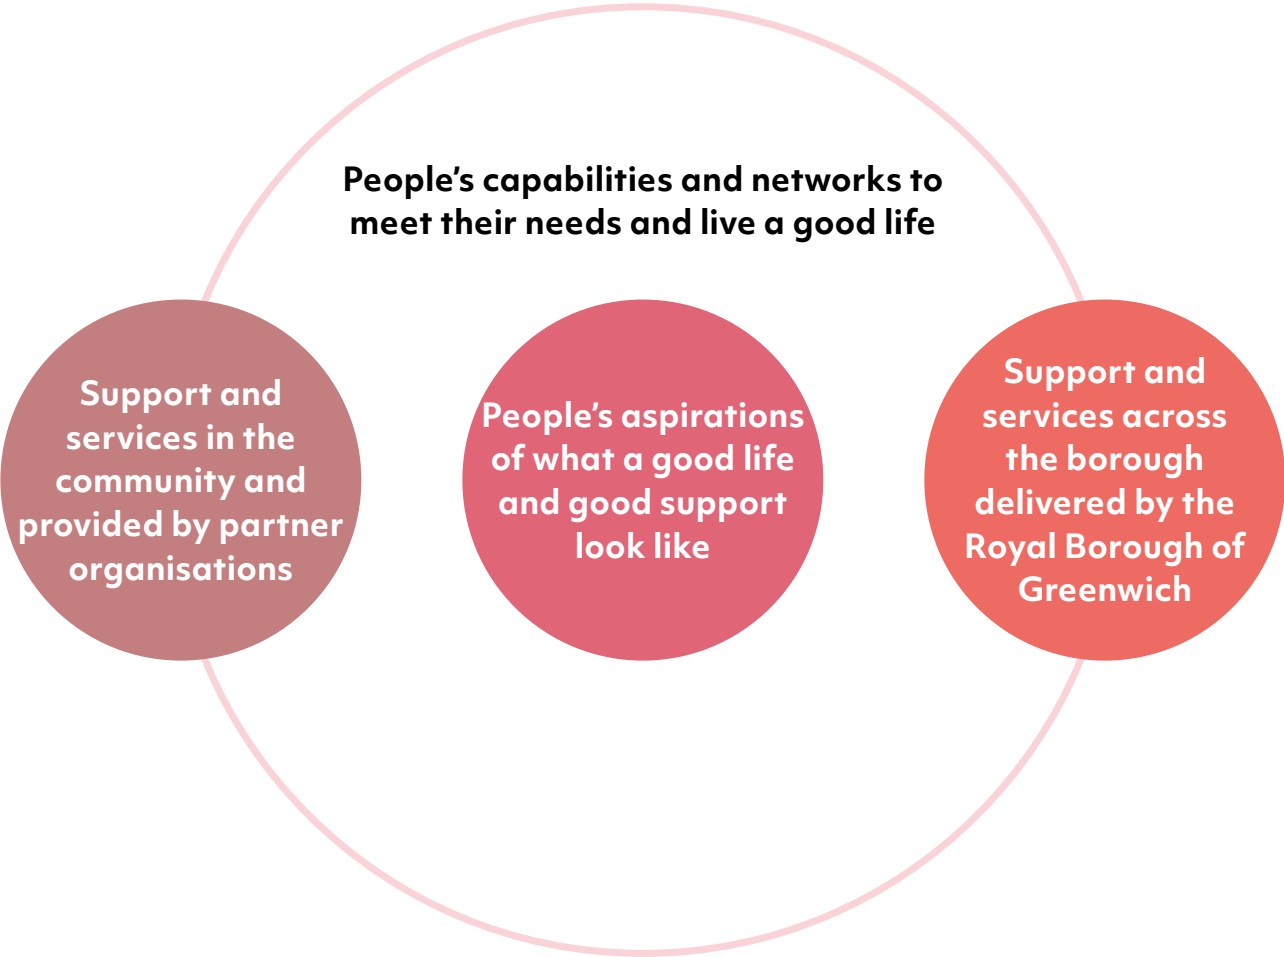 People’s capabilities and networks to
meet their needs and live a good life
Support and
services in the
community and
provided by partner
organisations
People’s aspirations
of what a good life
and good support
look like
Support and
services across
the borough
delivered by the
Royal Borough of
Greenwich